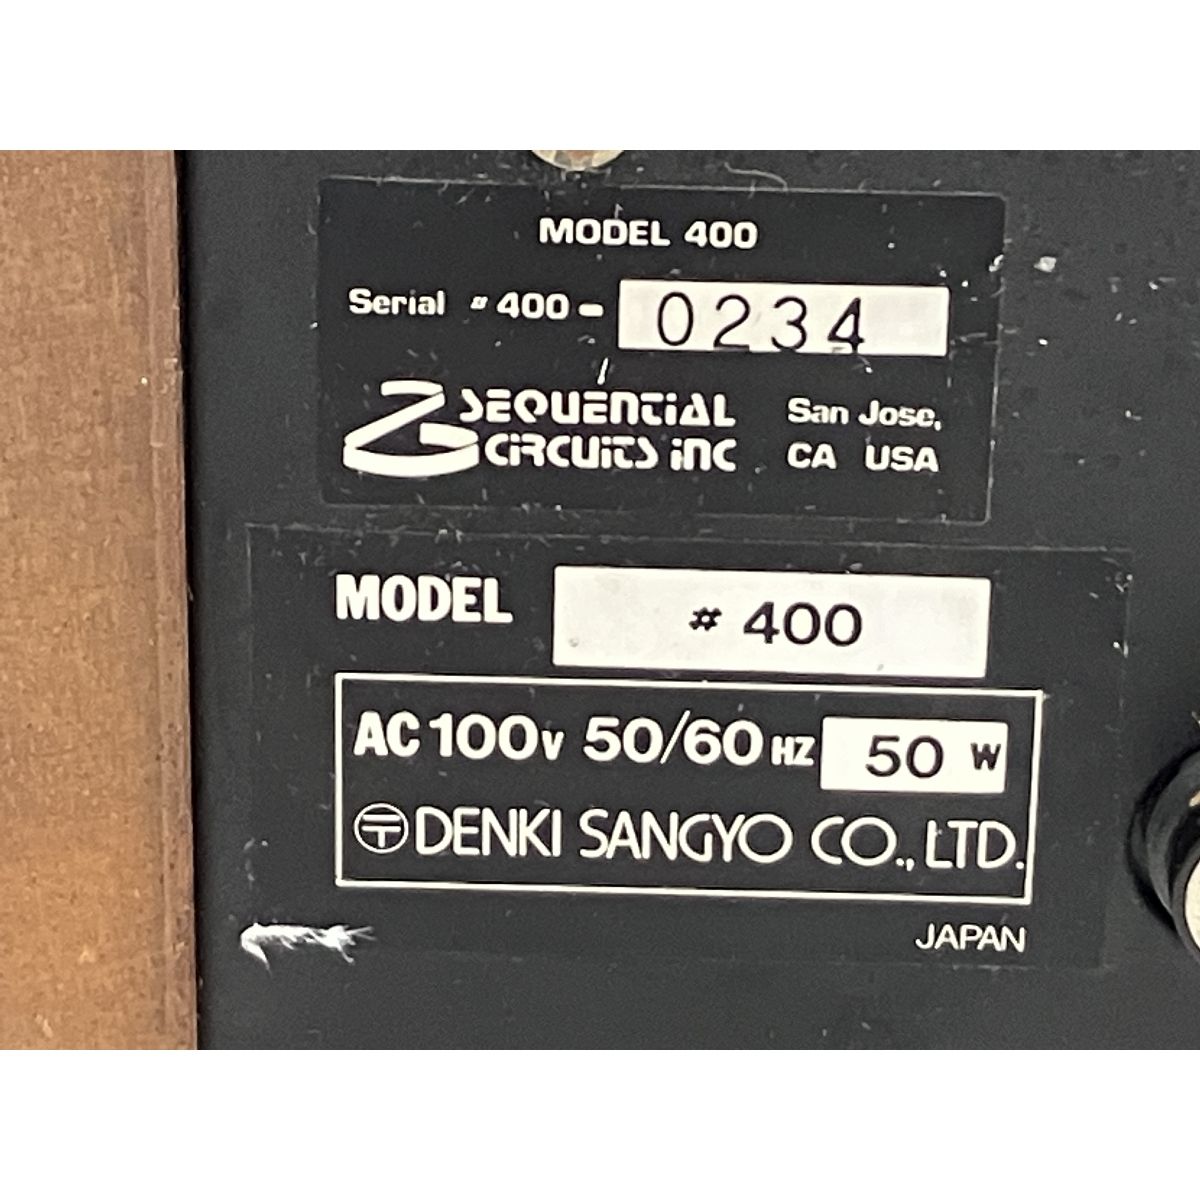 MODEL 400
Serial # 400 - 0234
SEQUENTIAL San Jose,
CIRCUITS INC CA USA
MODEL # 400
AC 100V 50/60 HZ 50 W
〶 DENKI SANGYO CO., LTD.
JAPAN